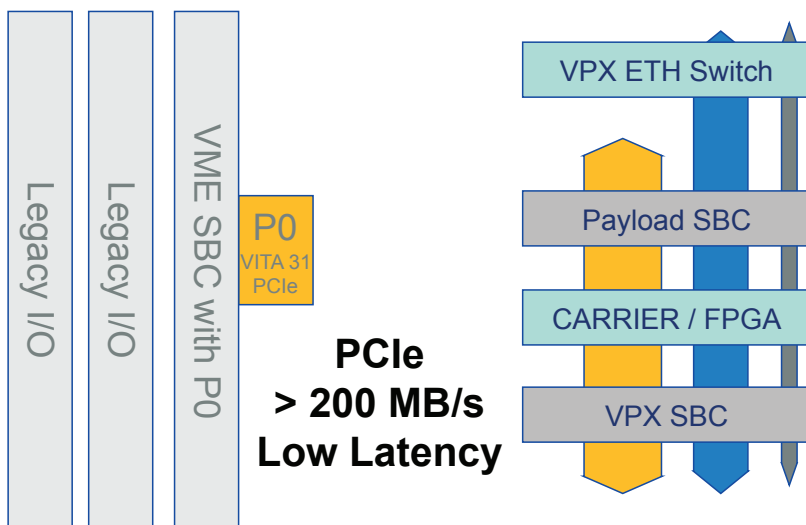 Legacy I/O
Legacy I/O
VME SBC with P0
P0
VITA 31
PCIe
PCIe
> 200 MB/s
Low Latency
VPX ETH Switch
Payload SBC
CARRIER / FPGA
VPX SBC